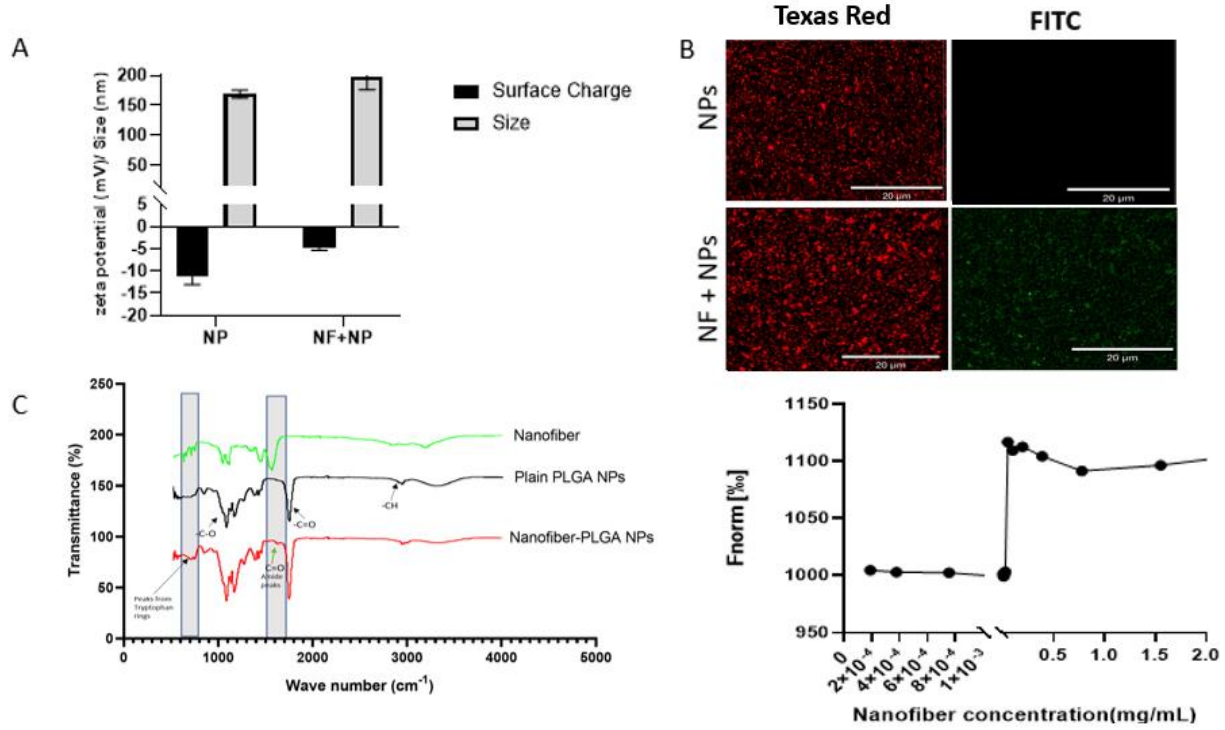 A
zeta potential (mV)/ Size (nm)
200
150
100
50
5
0
-5
-10
-15
-20
NP
NF+NP
Surface Charge
Size
B
Texas Red
FITC
NPs
NF + NPs
20 µm
20 µm
20 µm
20 µm
C
Transmittance (%)
250
200
150
100
50
0
0
1000
2000
3000
4000
5000
Wave number (cm⁻¹)
Nanofiber
Plain PLGA NPs
Nanofiber-PLGA NPs
-C-O
-C=O
-CH
C=O
Amide
peaks
Peaks from
Tryptophan
rings
Fnorm [‰]
1150
1100
1050
1000
950
0
2×10⁻⁴
4×10⁻⁴
6×10⁻⁴
8×10⁻⁴
1×10⁻³
0.5
1.0
1.5
2.0
Nanofiber concentration(mg/mL)